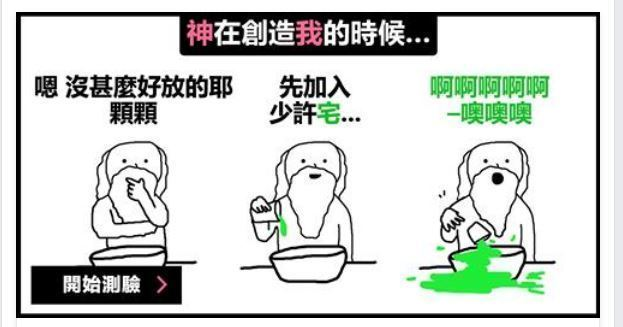 神在創造我的時候...
嗯 沒甚麼好放的耶
顆顆
先加入
少許宅...
啊啊啊啊啊
–噢噢噢
開始測驗 >